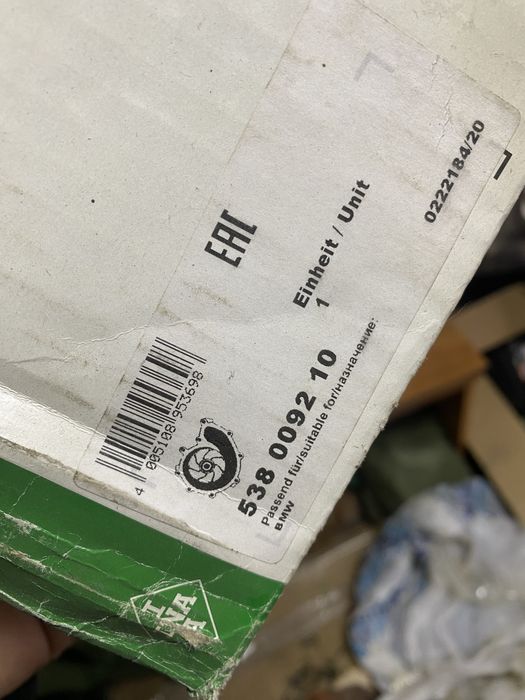 0222184/20
EAC
Einheit / Unit
1
4 005108 953698
538 0092 10
Passend für/suitable for/назначение:
BMW
INA